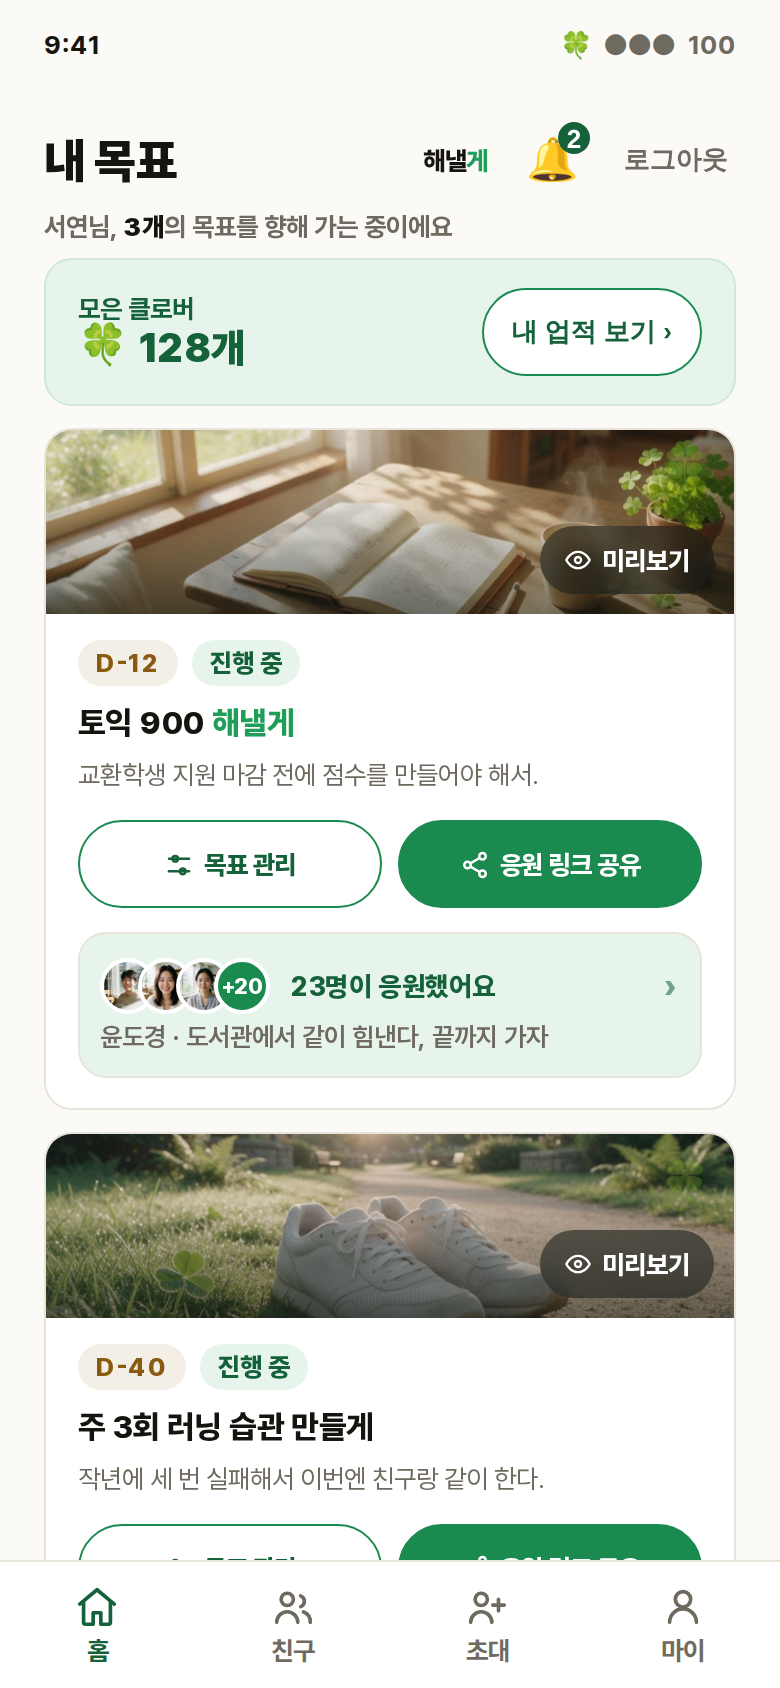 9:41 100
내 목표 해낼게 2 로그아웃
서연님, 3개의 목표를 향해 가는 중이에요
모은 클로버
128개
내 업적 보기 ›
미리보기
D-12 진행 중
토익 900 해낼게
교환학생 지원 마감 전에 점수를 만들어야 해서.
목표 관리 응원 링크 공유
+20 23명이 응원했어요 ›
윤도경 · 도서관에서 같이 힘낸다, 끝까지 가자
미리보기
D-40 진행 중
주 3회 러닝 습관 만들게
작년에 세 번 실패해서 이번엔 친구랑 같이 한다.
홈 친구 초대 마이